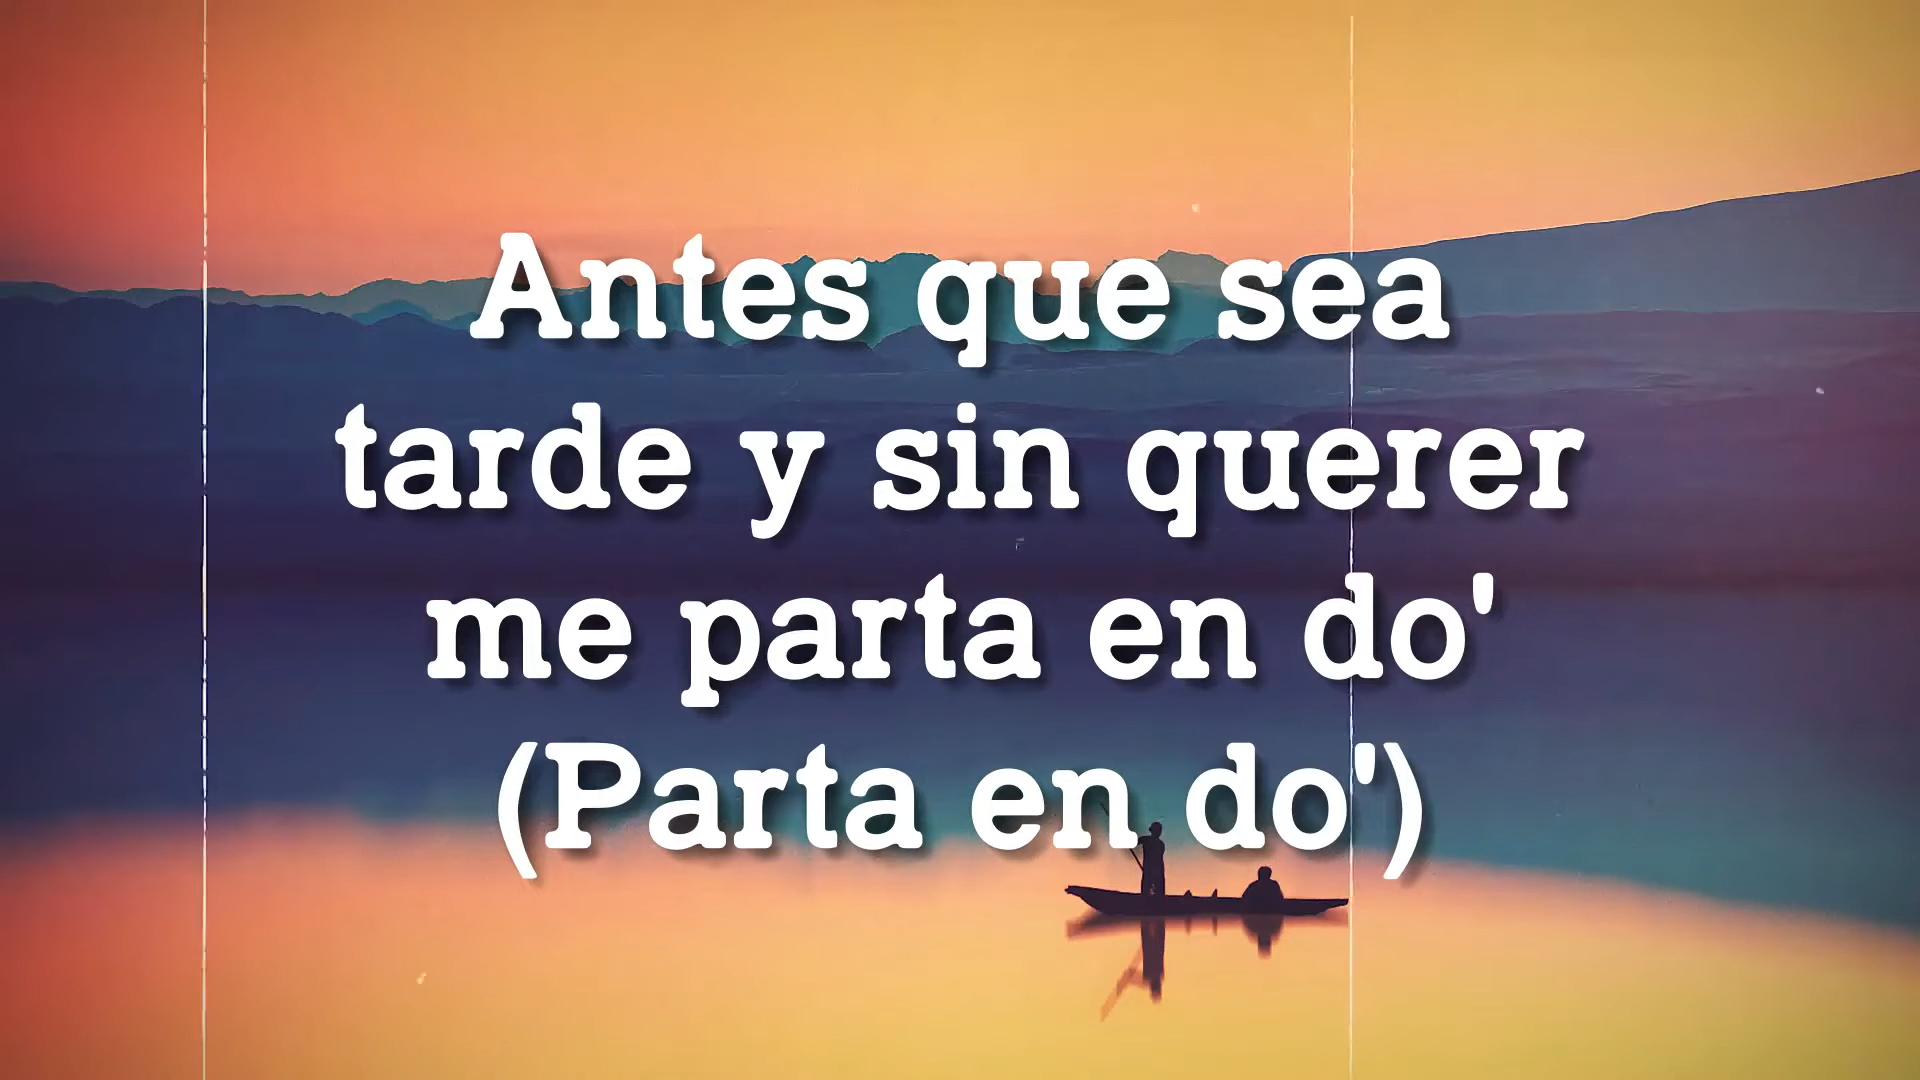 Antes que sea
tarde y sin querer
me parta en do'
(Parta en do')